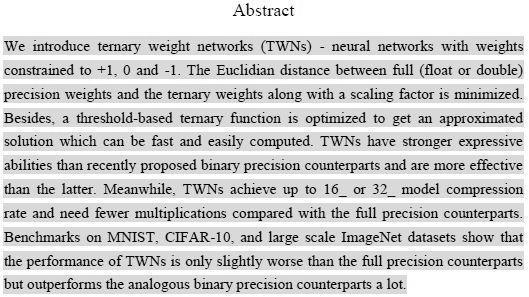 Abstract
We introduce ternary weight networks (TWNs) - neural networks with weights
constrained to +1, 0 and -1. The Euclidian distance between full (float or double)
precision weights and the ternary weights along with a scaling factor is minimized.
Besides, a threshold-based ternary function is optimized to get an approximated
solution which can be fast and easily computed. TWNs have stronger expressive
abilities than recently proposed binary precision counterparts and are more effective
than the latter. Meanwhile, TWNs achieve up to 16_ or 32_ model compression
rate and need fewer multiplications compared with the full precision counterparts.
Benchmarks on MNIST, CIFAR-10, and large scale ImageNet datasets show that
the performance of TWNs is only slightly worse than the full precision counterparts
but outperforms the analogous binary precision counterparts a lot.